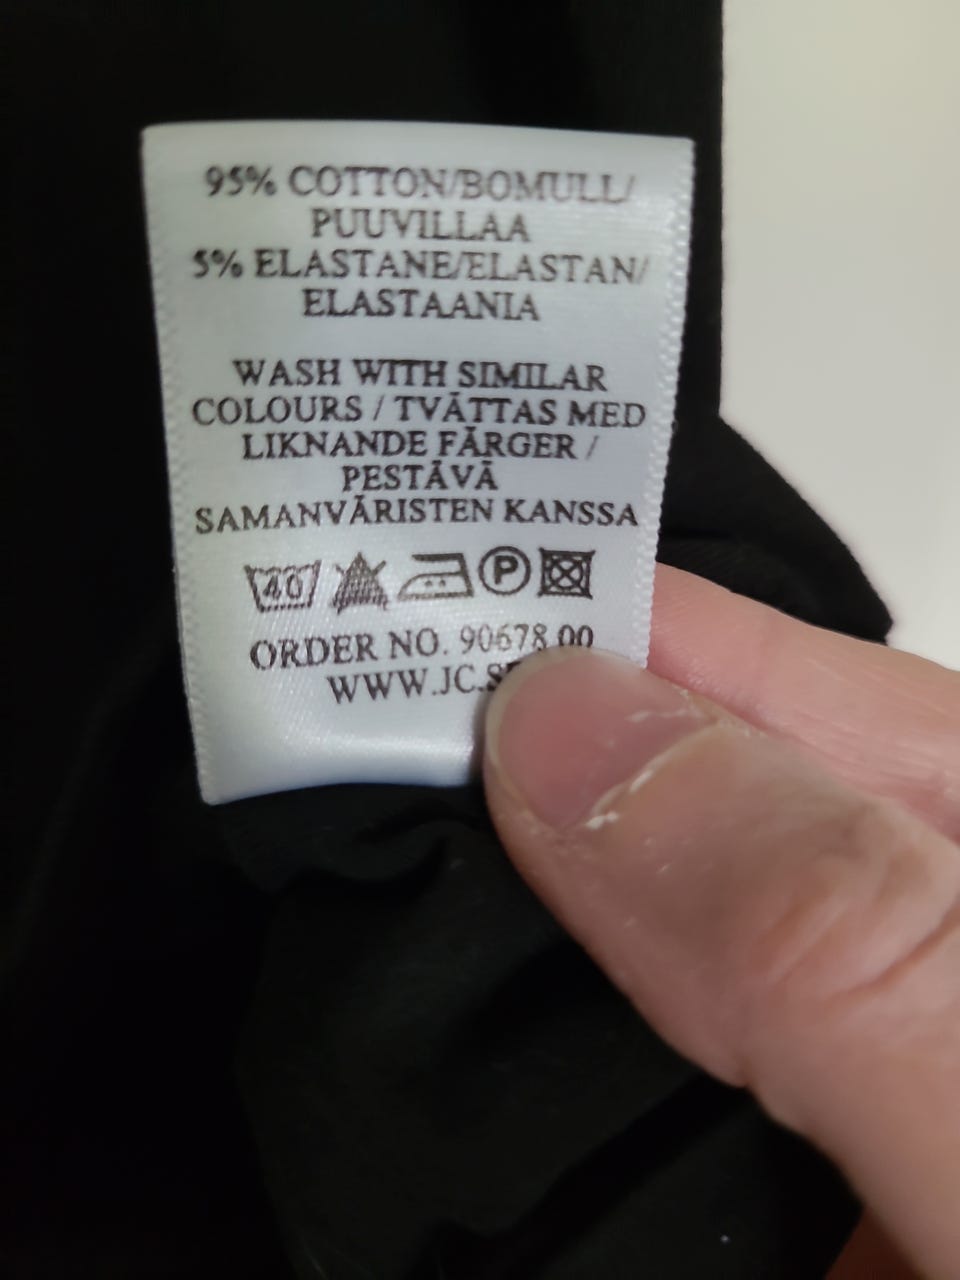 95% COTTON/BOMULL/
PUUVILLAA
5% ELASTANE/ELASTAN/
ELASTAANIA
WASH WITH SIMILAR
COLOURS / TVÄTTAS MED
LIKNANDE FÄRGER /
PESTÄVÄ
SAMANVÄRISTEN KANSSA
40 P
ORDER NO. 90678.00